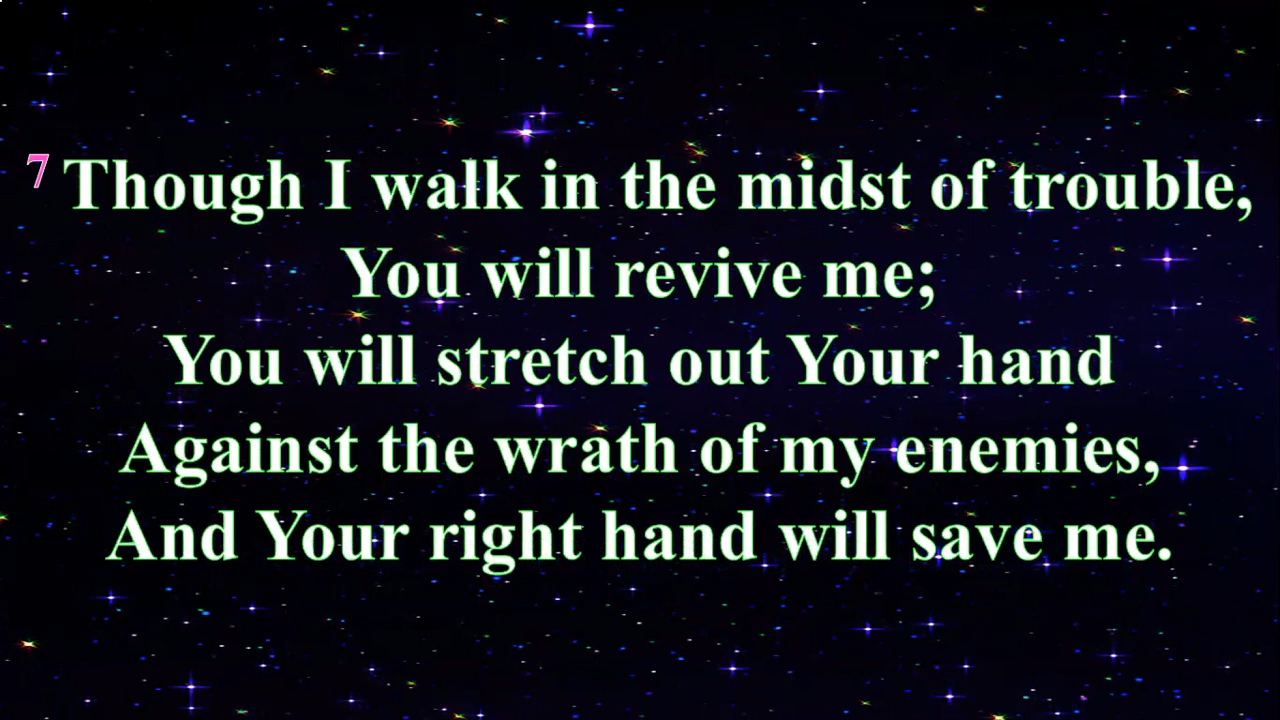 7 Though I walk in the midst of trouble,
You will revive me;
You will stretch out Your hand
Against the wrath of my enemies,
And Your right hand will save me.